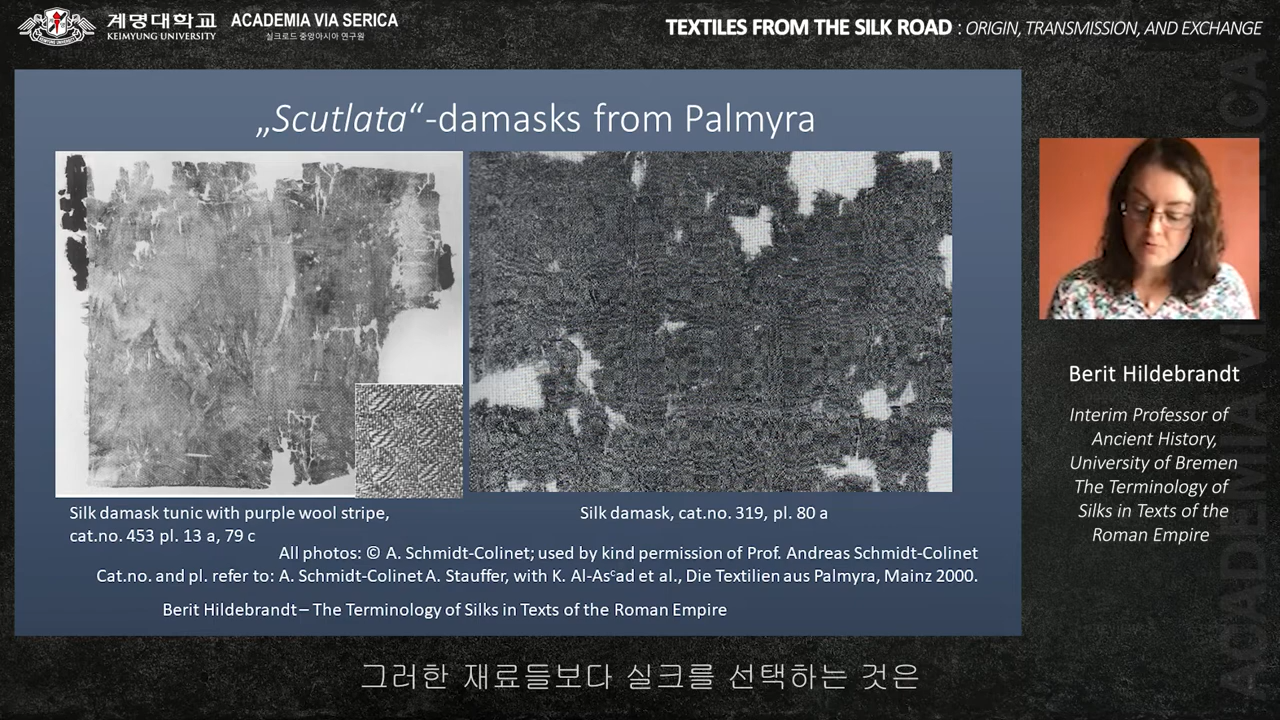 계명대학교
KEIMYUNG UNIVERSITY
ACADEMIA VIA SERICA
실크로드 중앙아시아 연구원
TEXTILES FROM THE SILK ROAD : ORIGIN, TRANSMISSION, AND EXCHANGE
„Scutlata“-damasks from Palmyra
Silk damask tunic with purple wool stripe,
cat.no. 453 pl. 13 a, 79 c
Silk damask, cat.no. 319, pl. 80 a
All photos: © A. Schmidt-Colinet; used by kind permission of Prof. Andreas Schmidt-Colinet
Cat.no. and pl. refer to: A. Schmidt-Colinet A. Stauffer, with K. Al-Asᶜad et al., Die Textilien aus Palmyra, Mainz 2000.
Berit Hildebrandt – The Terminology of Silks in Texts of the Roman Empire
Berit Hildebrandt
Interim Professor of
Ancient History,
University of Bremen
The Terminology of
Silks in Texts of the
Roman Empire
ACADEMIA VIA SERICA
그러한 재료들보다 실크를 선택하는 것은